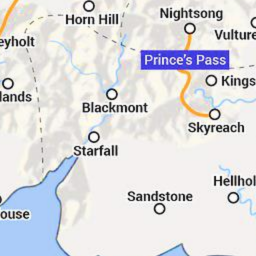 Horn Hill
Nightsong
Vulture
eyholt
Prince's Pass
Kings
lands
Blackmont
Skyreach
Starfall
Hellhol
Sandstone
ouse